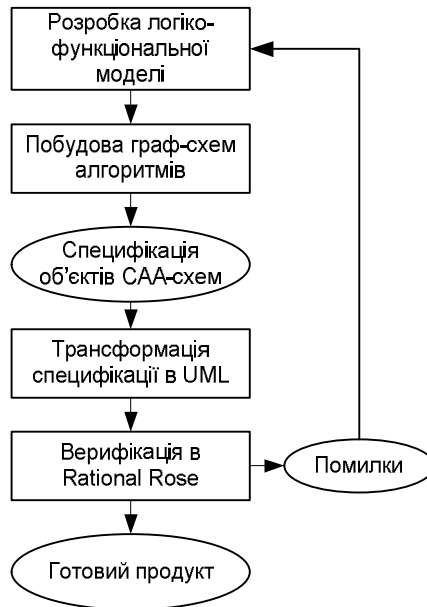 Розробка логіко-
функціональної
моделі
Побудова граф-схем
алгоритмів
Специфікація
об'єктів САА-схем
Трансформація
специфікації в UML
Верифікація в
Rational Rose
Помилки
Готовий продукт